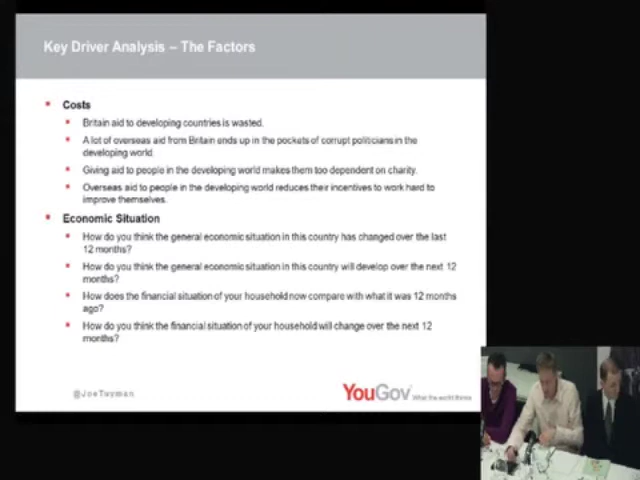 Key Driver Analysis – The Factors
Costs
Britain aid to developing countries is wasted.
A lot of overseas aid from Britain ends up in the pockets of corrupt politicians in the
developing world.
Giving aid to people in the developing world makes them too dependent on charity.
Overseas aid to people in the developing world reduces their incentives to work hard to
improve themselves.
Economic Situation
How do you think the general economic situation in this country has changed over the last
12 months?
How do you think the general economic situation in this country will develop over the next 12
months?
How does the financial situation of your household now compare with what it was 12 months
ago?
How do you think the financial situation of your household will change over the next 12
months?
@JoeTwyman
YouGov What the world thinks